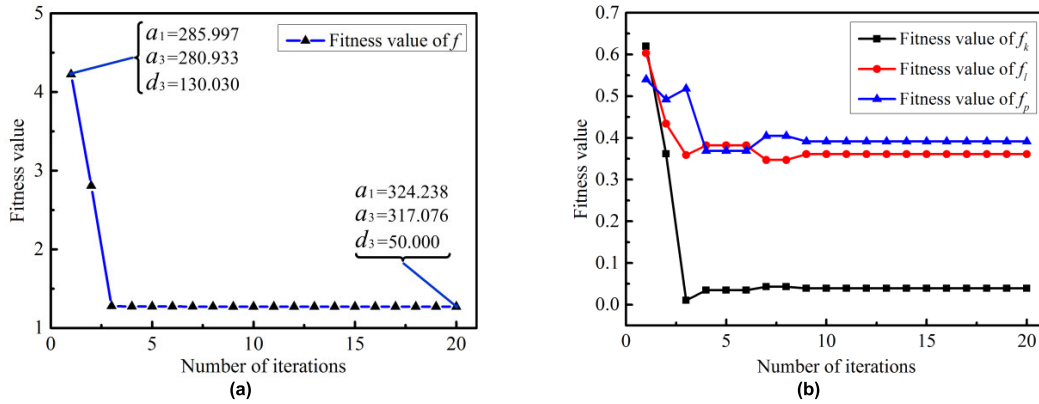 5
4
3
2
1
0
5
10
15
20
Fitness value
Number of iterations
a1=285.997
a3=280.933
d3=130.030
Fitness value of f
a1=324.238
a3=317.076
d3=50.000
(a)
0.7
0.6
0.5
0.4
0.3
0.2
0.1
0.0
0
5
10
15
20
Fitness value
Number of iterations
Fitness value of fk
Fitness value of fl
Fitness value of fp
(b)